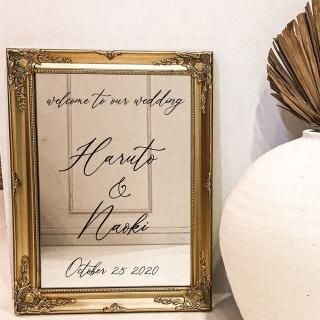 welcome to our wedding
Haruto
&
Naoki
October 25 2020